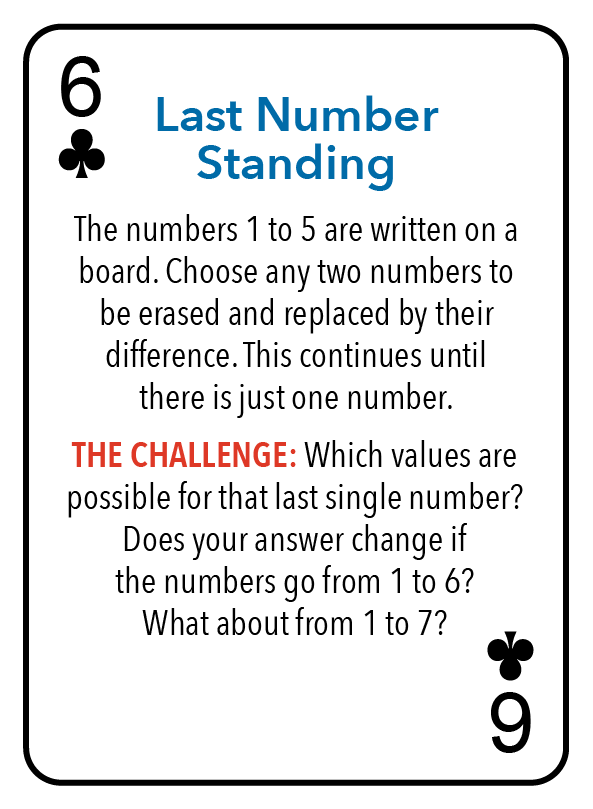 6
Last Number
Standing
The numbers 1 to 5 are written on a
board. Choose any two numbers to
be erased and replaced by their
difference. This continues until
there is just one number.
THE CHALLENGE: Which values are
possible for that last single number?
Does your answer change if
the numbers go from 1 to 6?
What about from 1 to 7?
6